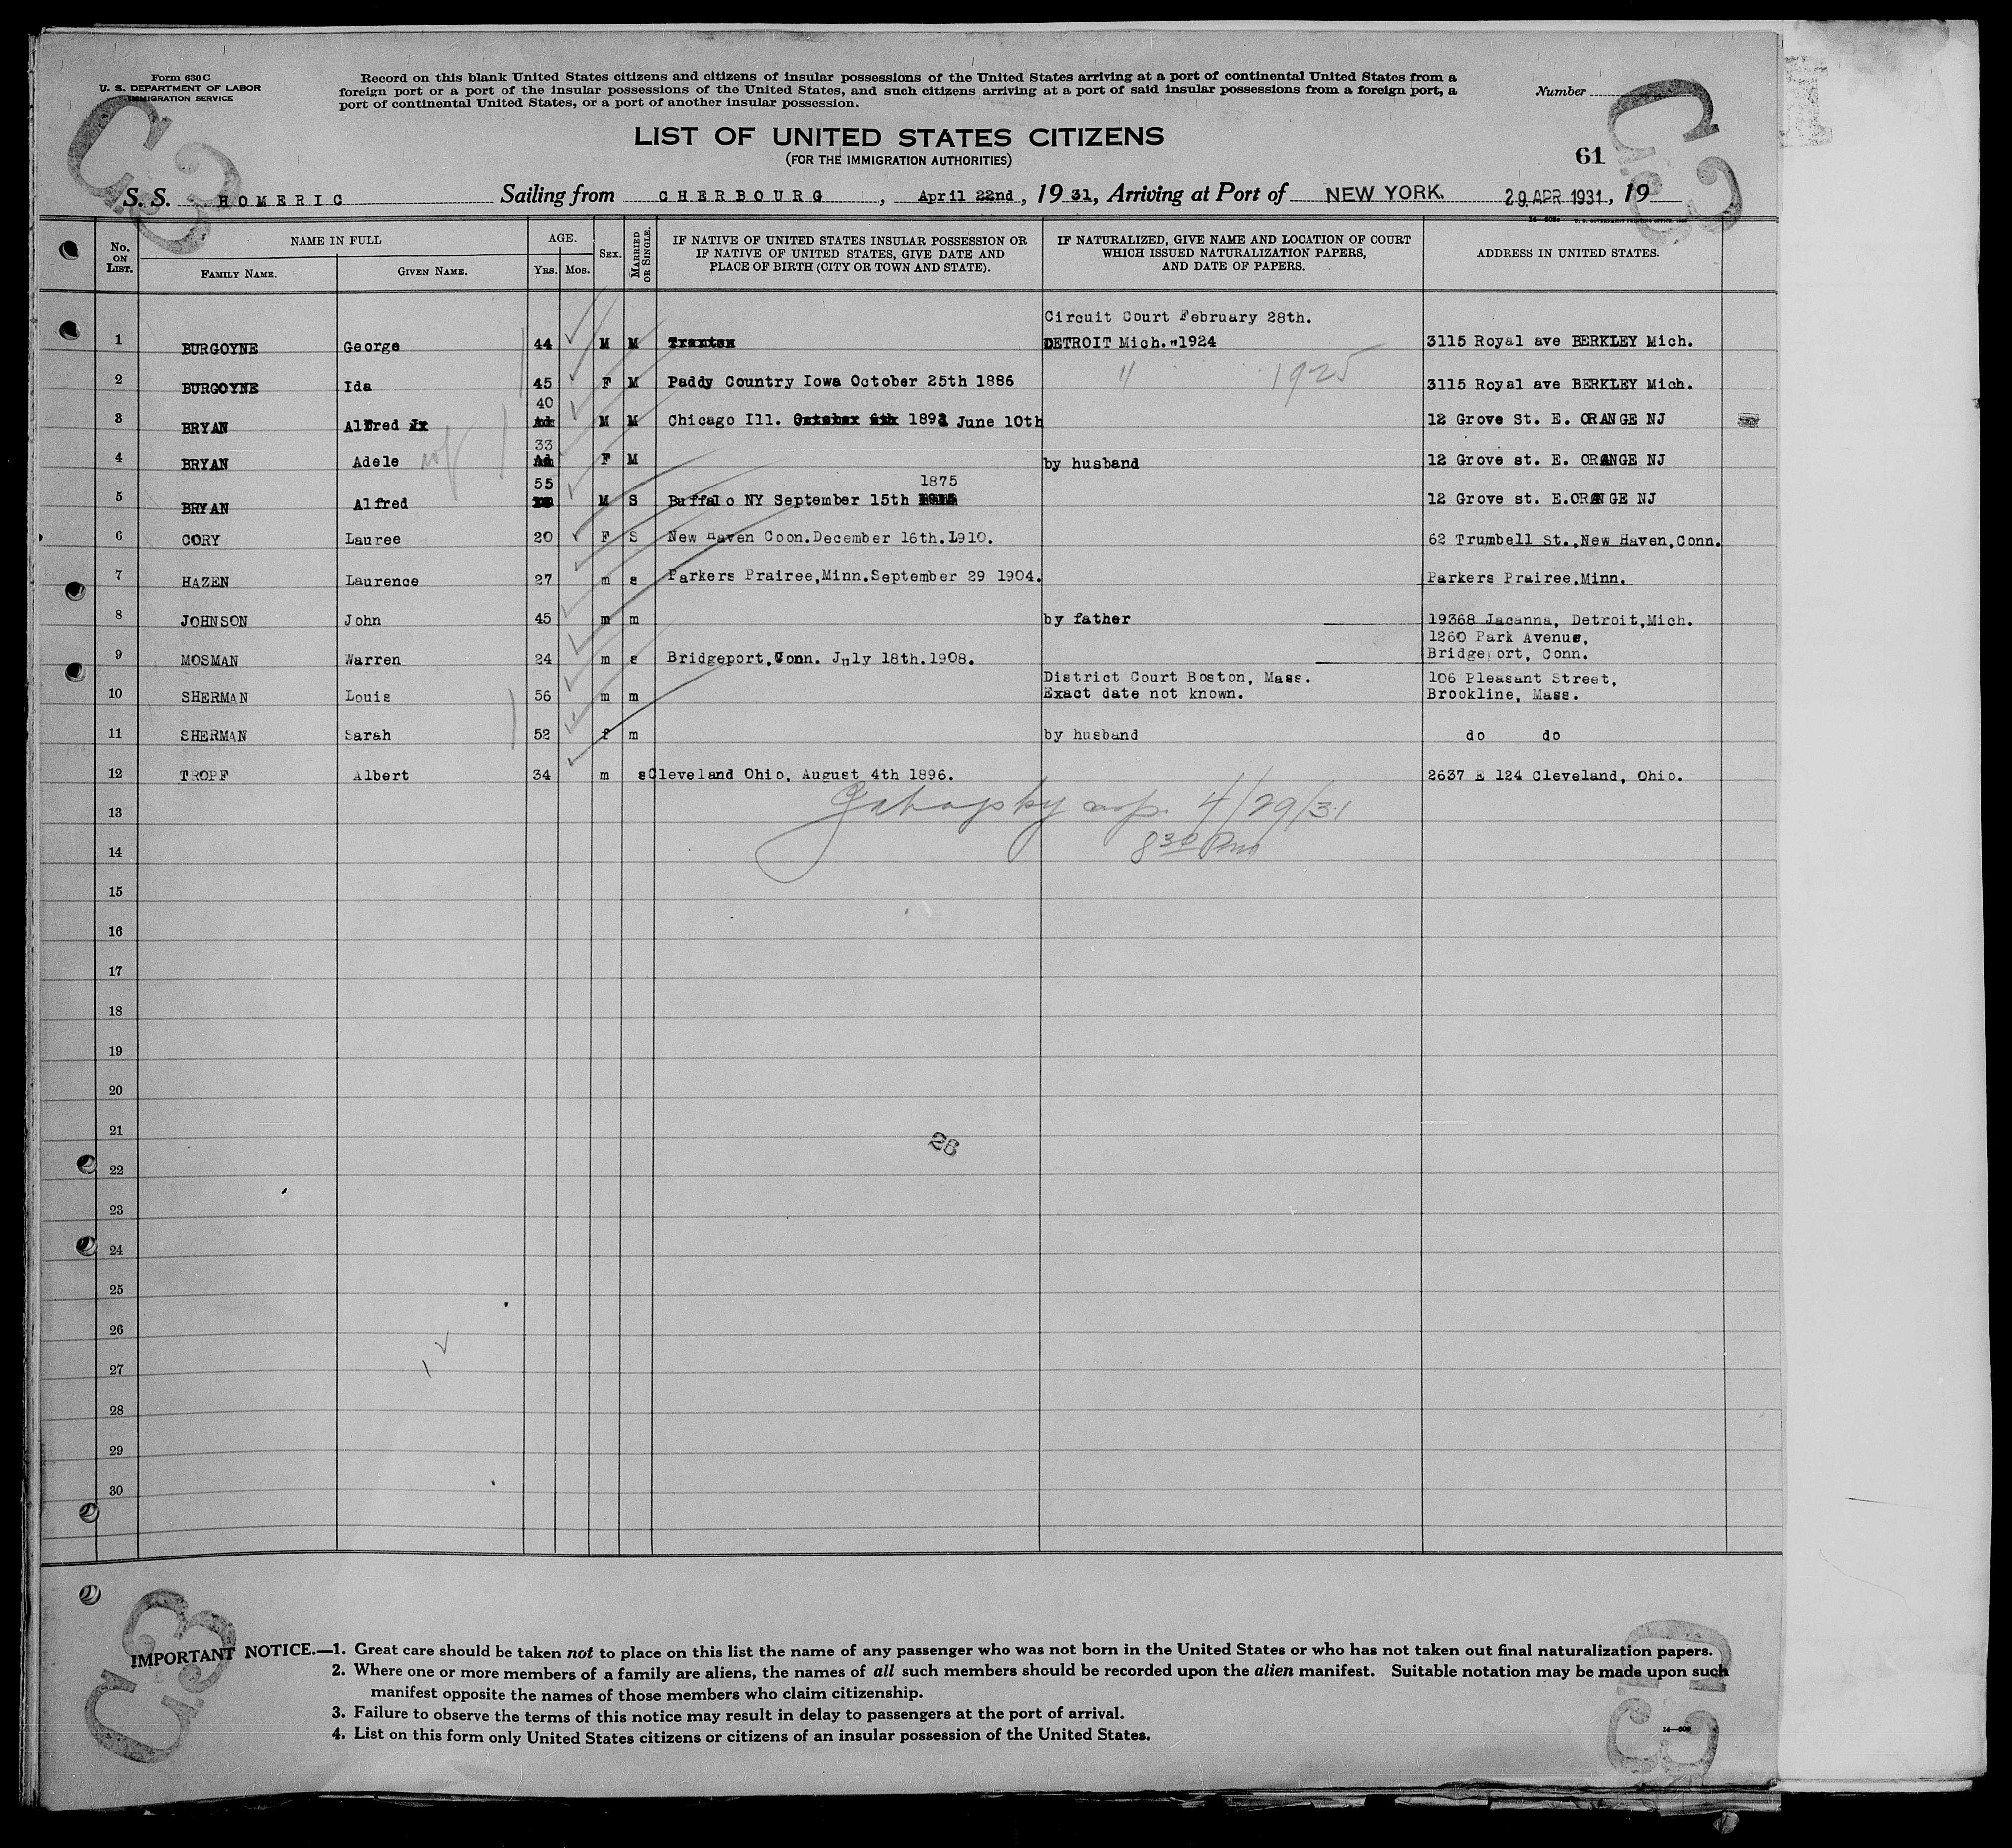 Form 630 C
U. S. DEPARTMENT OF LABOR
IMMIGRATION SERVICE
Record on this blank United States citizens and citizens of insular possessions of the United States arriving at a port of continental United States from a
foreign port or a port of the insular possessions of the United States, and such citizens arriving at a port of said insular possessions from a foreign port, a
port of continental United States, or a port of another insular possession.
Number
LIST OF UNITED STATES CITIZENS
(FOR THE IMMIGRATION AUTHORITIES)
61
S. S. HOMERIC Sailing from CHERBOURG , April 22nd , 19 31, Arriving at Port of NEW YORK. 29 APR 1931 , 19
No. ON LIST. NAME IN FULL AGE. SEX. MARRIED OR SINGLE. IF NATIVE OF UNITED STATES INSULAR POSSESSION OR IF NATIVE OF UNITED STATES, GIVE DATE AND PLACE OF BIRTH (CITY OR TOWN AND STATE). IF NATURALIZED, GIVE NAME AND LOCATION OF COURT WHICH ISSUED NATURALIZATION PAPERS, AND DATE OF PAPERS. ADDRESS IN UNITED STATES.
FAMILY NAME. GIVEN NAME. Yrs. Mos.
Circuit Court February 28th.
1 BURGOYNE George 44 M M DETROIT Mich. 1924 3115 Royal ave BERKLEY Mich.
2 BURGOYNE Ida 45 F M Paddy Country Iowa October 25th 1886 " 1925 3115 Royal ave BERKLEY Mich.
40
3 BRYAN Alfred M M Chicago Ill. 1891 June 10th 12 Grove St. E. ORANGE NJ
33
4 BRYAN Adele F M by husband 12 Grove st. E. ORANGE NJ
55 1875
5 BRYAN Alfred M S Buffalo NY September 15th 12 Grove st. E.ORANGE NJ
6 CORY Lauree 20 F S New Haven Coon.December 16th.1910. 62 Trumbell St.,New Haven,Conn.
7 HAZEN Laurence 27 m s Parkers Prairee,Minn.September 29 1904. Parkers Prairee,Minn.
8 JOHNSON John 45 m m by father 19368 Jacanna, Detroit,Mich.
1260 Park Avenue,
9 MOSMAN Warren 24 m s Bridgeport,Conn. July 18th.1908. Bridgeport, Conn.
District Court Boston, Mass. 106 Pleasant Street,
10 SHERMAN Louis 56 m m Exact date not known. Brookline, Mass.
11 SHERMAN Sarah 52 f m by husband do do
12 TROPF Albert 34 m s Cleveland Ohio, August 4th 1896. 2637 E 124 Cleveland, Ohio.
13 4/29/31
14 8 30 Pm
15
16
17
18
19
20
21
28
22
23
24
25
26
27
28
29
30
IMPORTANT NOTICE.—1. Great care should be taken not to place on this list the name of any passenger who was not born in the United States or who has not taken out final naturalization papers.
2. Where one or more members of a family are aliens, the names of all such members should be recorded upon the alien manifest. Suitable notation may be made upon such
manifest opposite the names of those members who claim citizenship.
3. Failure to observe the terms of this notice may result in delay to passengers at the port of arrival.
4. List on this form only United States citizens or citizens of an insular possession of the United States.